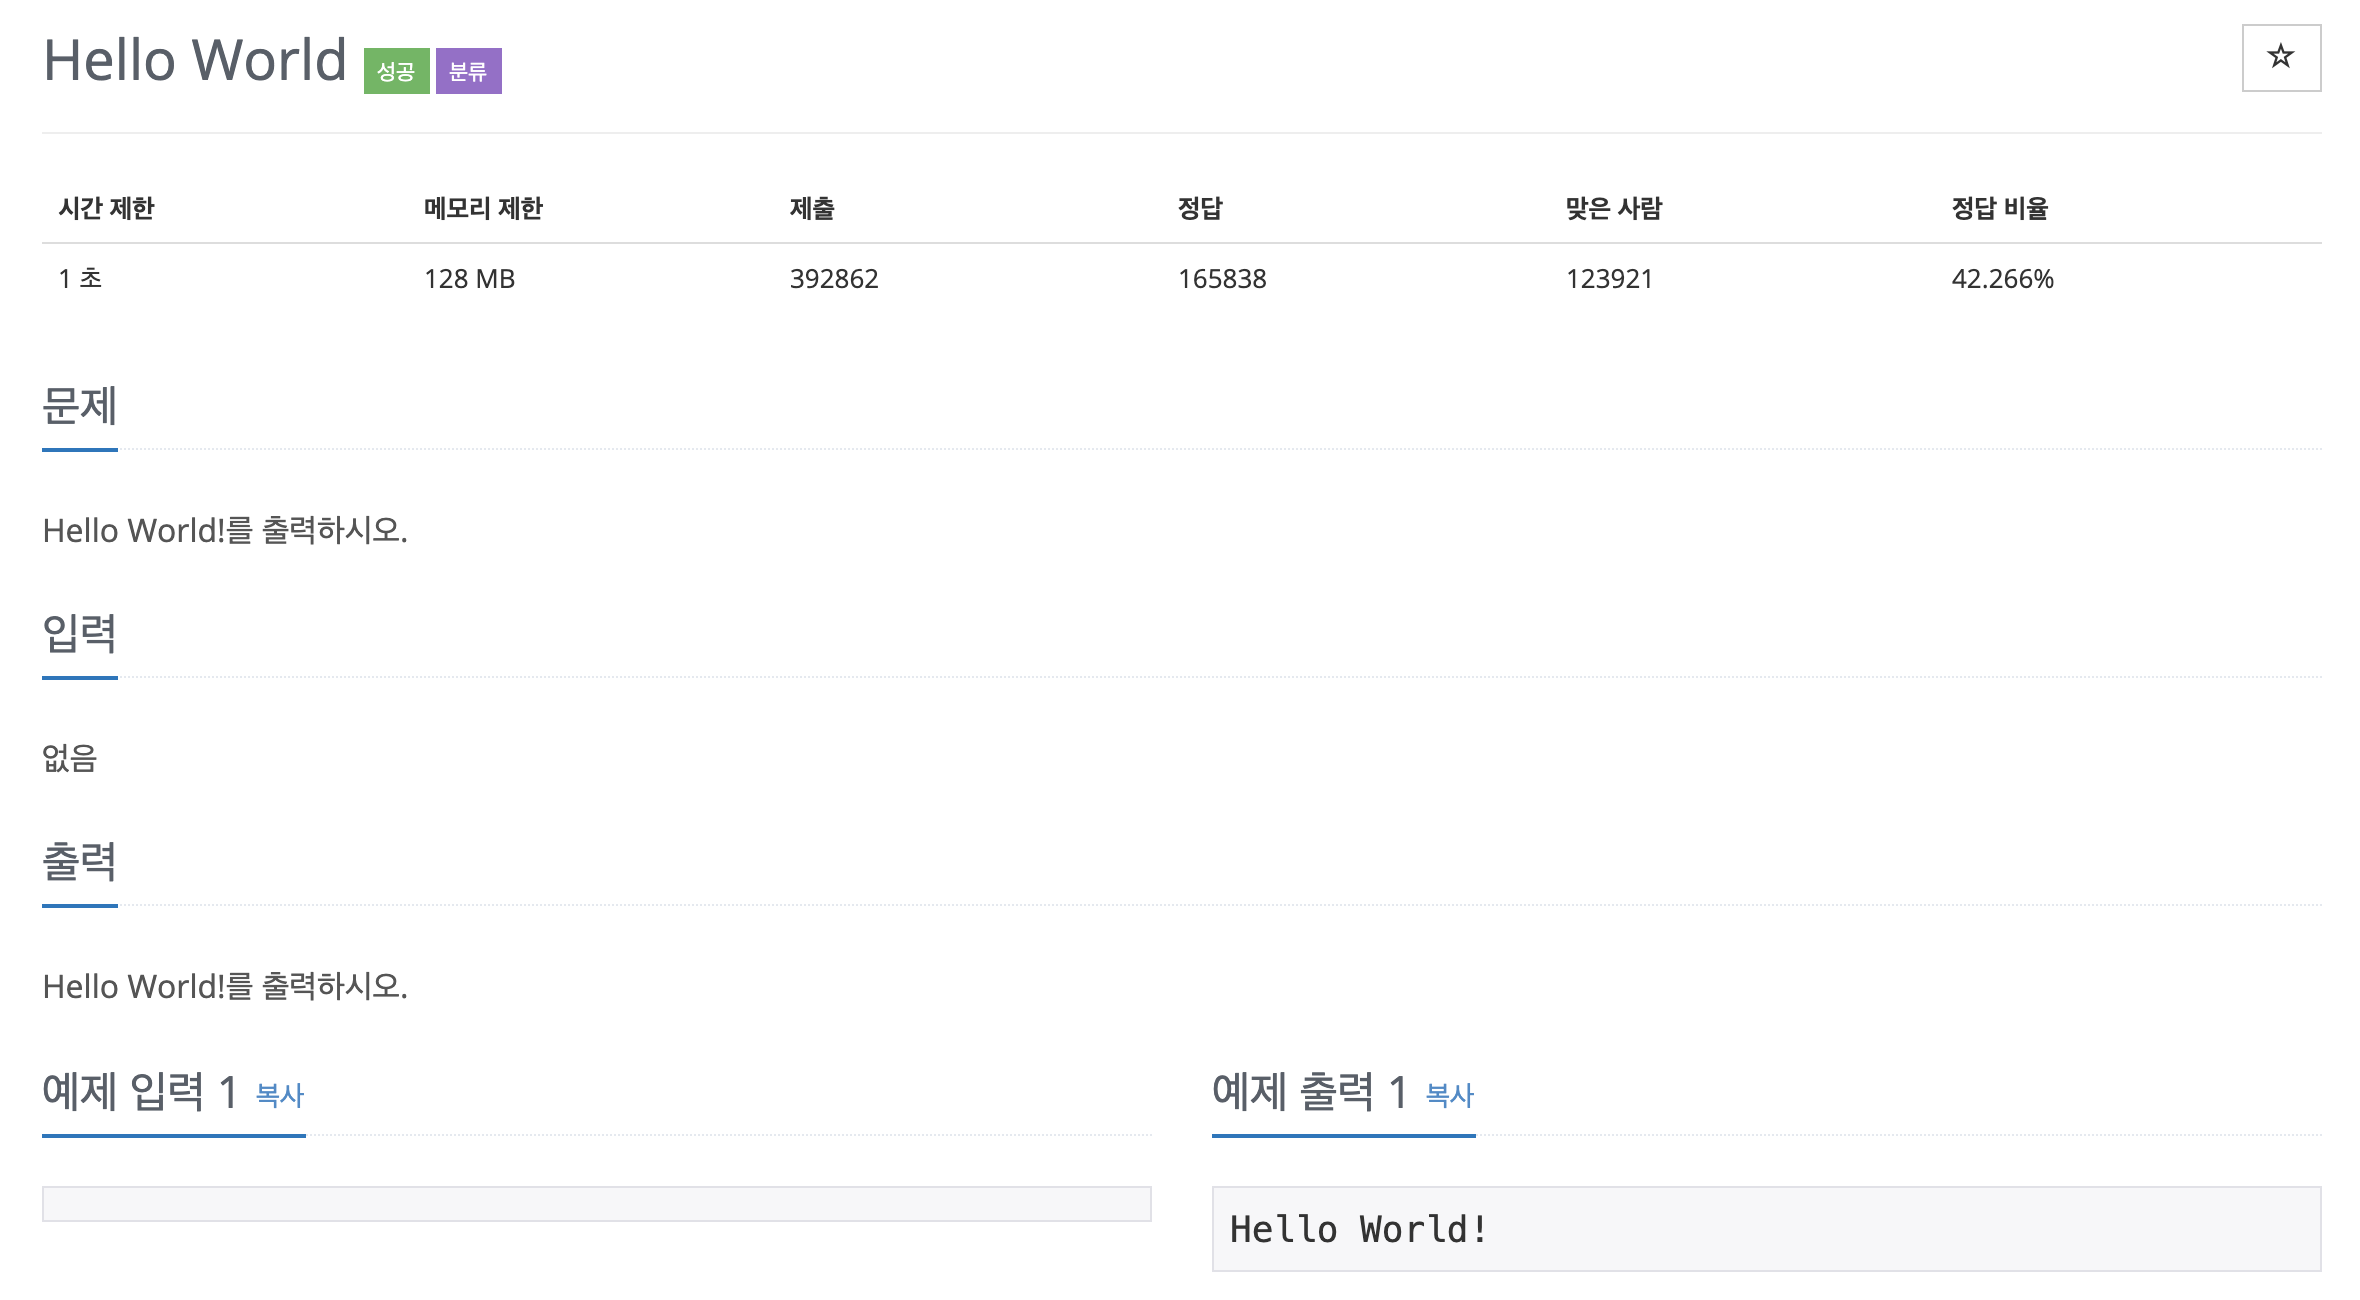 Hello World 성공 분류
☆
시간 제한 메모리 제한 제출 정답 맞은 사람 정답 비율
1 초 128 MB 392862 165838 123921 42.266%
문제
Hello World!를 출력하시오.
입력
없음
출력
Hello World!를 출력하시오.
예제 입력 1 복사
예제 출력 1 복사
Hello World!